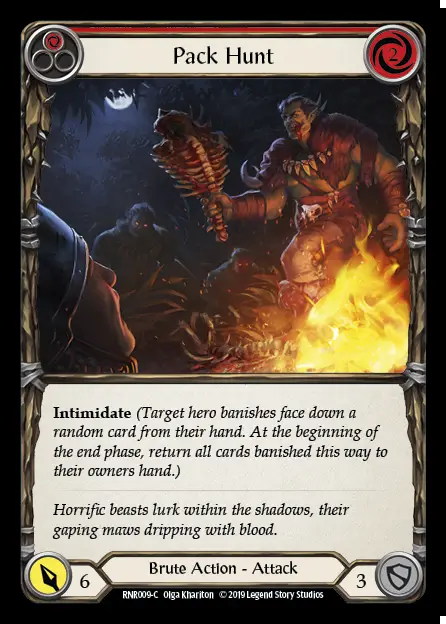 Pack Hunt
2
Intimidate (Target hero banishes face down a
random card from their hand. At the beginning of
the end phase, return all cards banished this way to
their owners hand.)
Horrific beasts lurk within the shadows, their
gaping maws dripping with blood.
6
Brute Action - Attack
3
RNR009-C Olga Khariton © 2019 Legend Story Studios